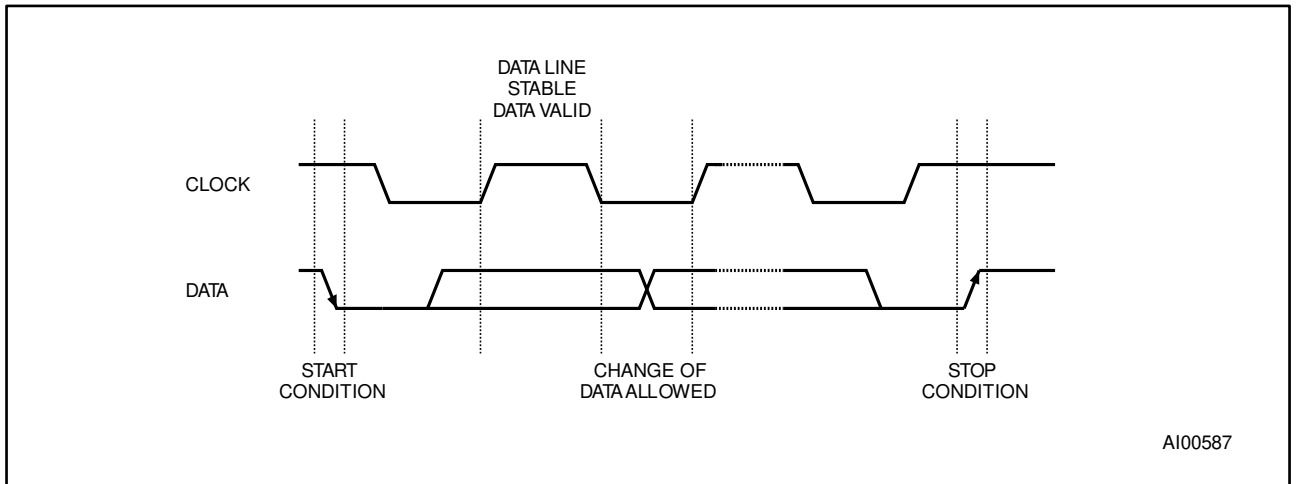 DATA LINE
STABLE
DATA VALID
CLOCK
DATA
START
CONDITION
CHANGE OF
DATA ALLOWED
STOP
CONDITION
AI00587